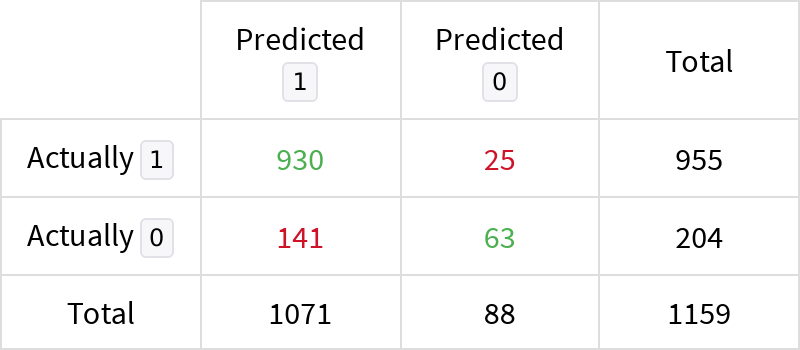 Predicted 1 Predicted 0 Total
Actually 1 930 25 955
Actually 0 141 63 204
Total 1071 88 1159